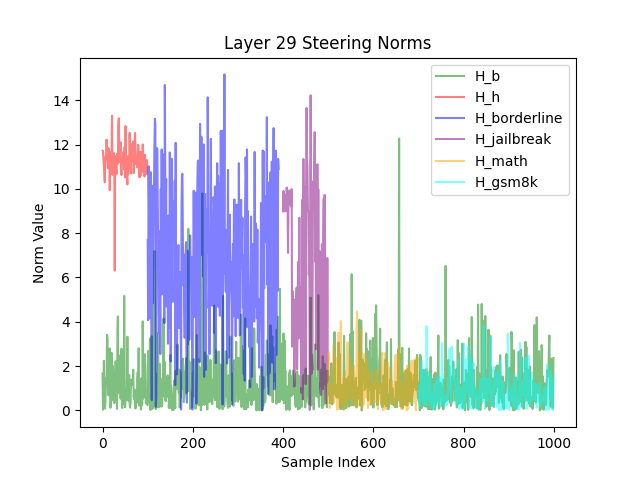 Layer 29 Steering Norms
Norm Value
14
12
10
8
6
4
2
0
H_b
H_h
H_borderline
H_jailbreak
H_math
H_gsm8k
0
200
400
600
800
1000
Sample Index